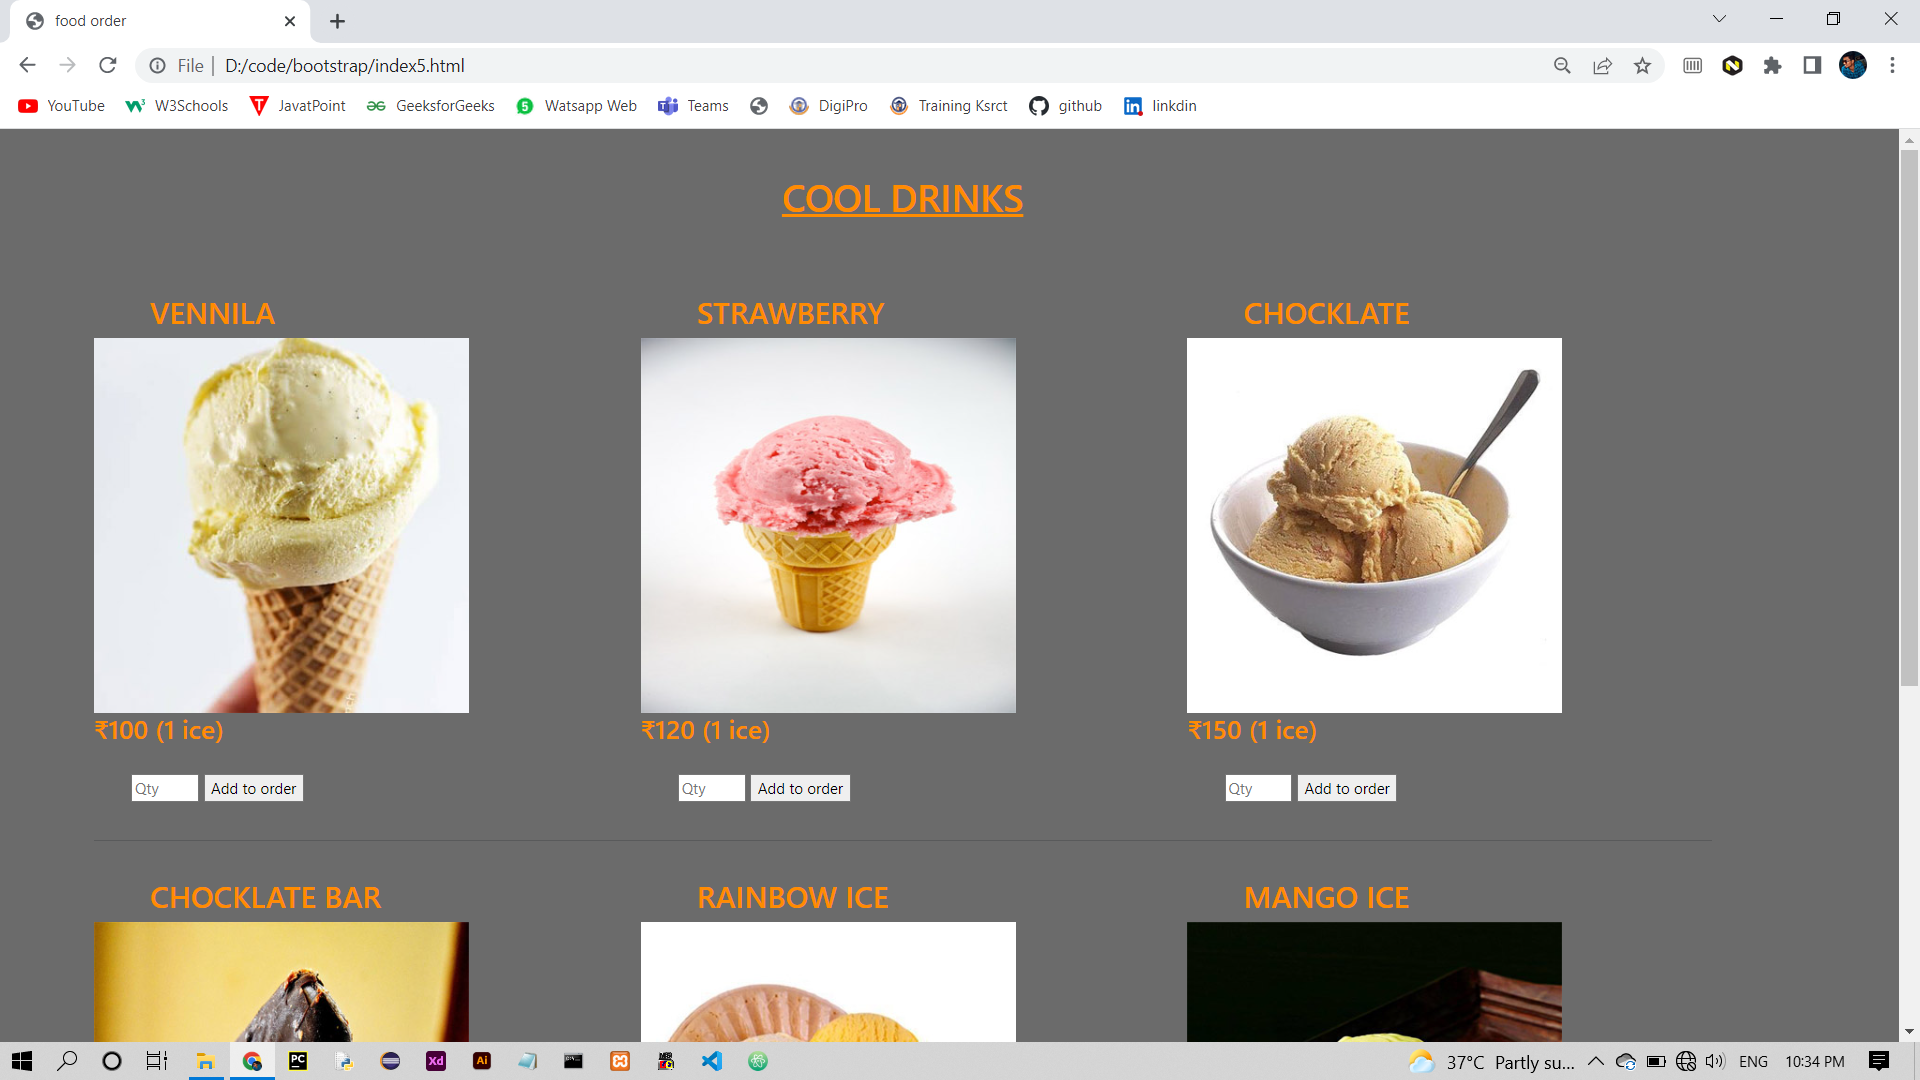 food order
File | D:/code/bootstrap/index5.html
YouTube W3Schools JavatPoint GeeksforGeeks Watsapp Web Teams DigiPro Training Ksrct github linkdin
COOL DRINKS
VENNILA STRAWBERRY CHOCKLATE
₹100 (1 ice) ₹120 (1 ice) ₹150 (1 ice)
Qty Add to order Qty Add to order Qty Add to order
CHOCKLATE BAR RAINBOW ICE MANGO ICE
37°C Partly su... ENG 10:34 PM